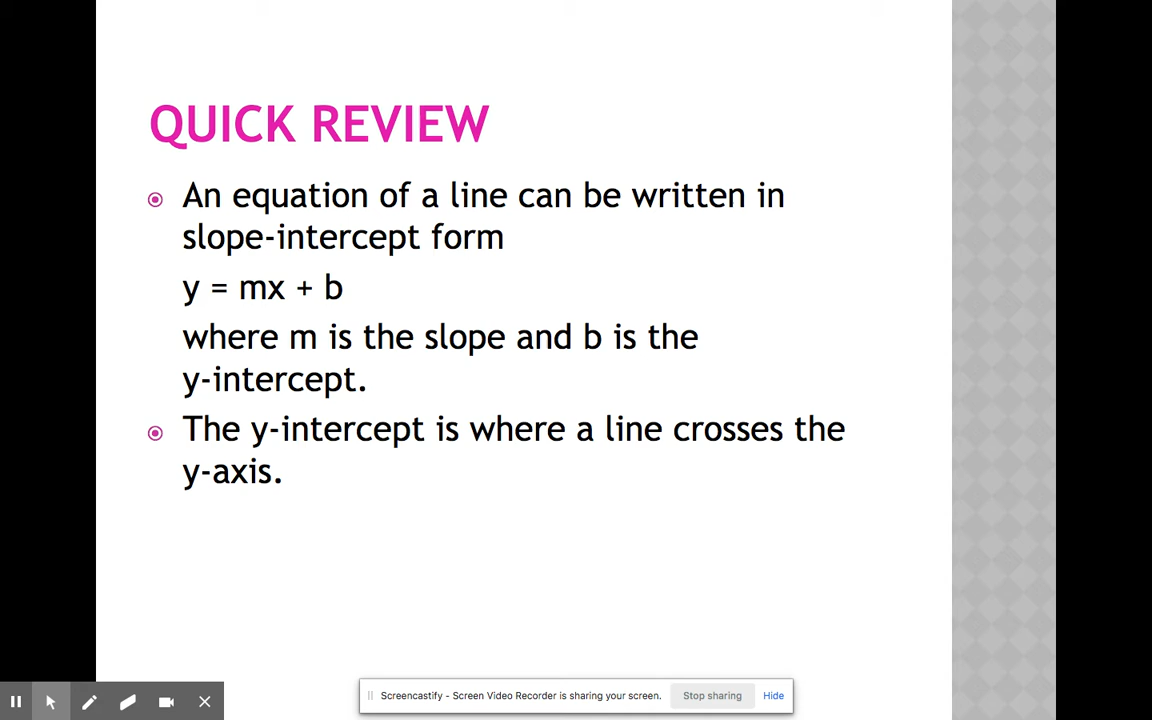 QUICK REVIEW
An equation of a line can be written in
slope-intercept form
y = mx + b
where m is the slope and b is the
y-intercept.
The y-intercept is where a line crosses the
y-axis.
Screencastify - Screen Video Recorder is sharing your screen. Stop sharing Hide